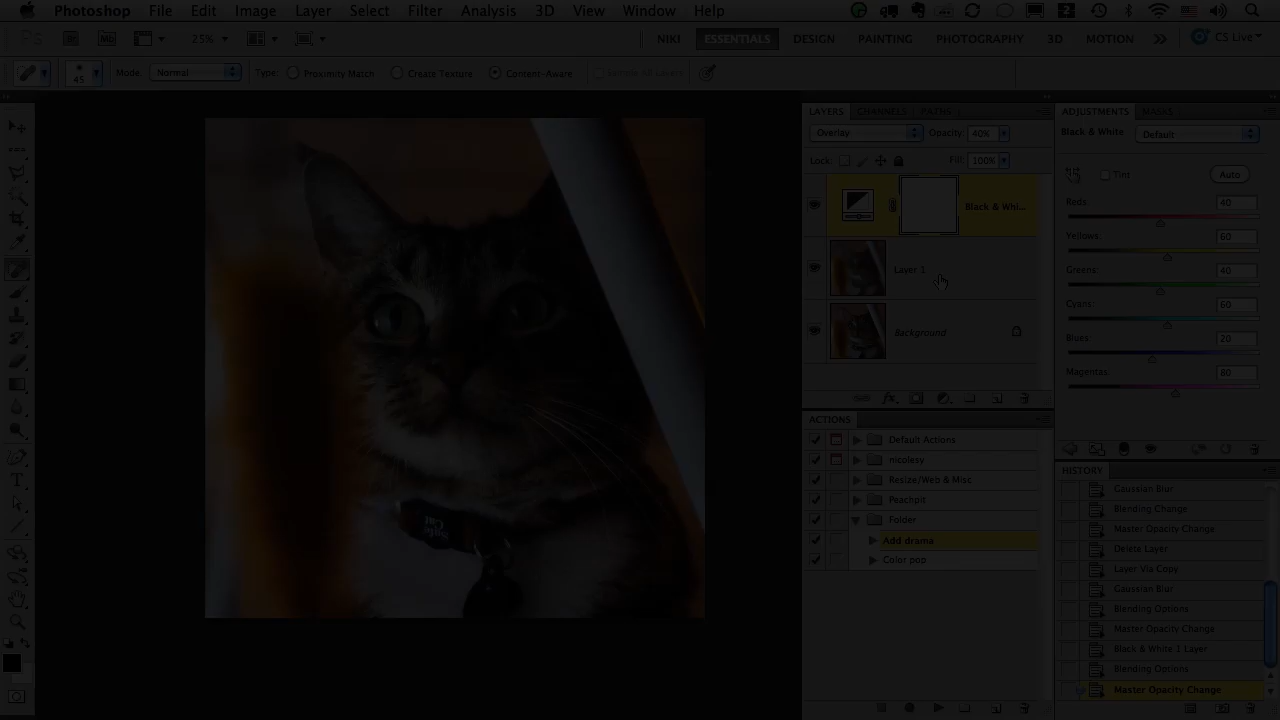 Photoshop File Edit Image Layer Select Filter Analysis 3D View Window Help
Ps Mb 25% NIKI ESSENTIALS DESIGN PAINTING PHOTOGRAPHY 3D MOTION CS Live
45 Mode: Normal Type: Proximity Match Create Texture Content-Aware
LAYERS CHANNELS PATHS
Overlay Opacity: 40%
Lock: Fill: 100%
Black & Whi...
Layer 1
Background
ACTIONS
Default Actions
nicolesy
Resize/Web & Misc
Peachpit
Folder
Add drama
Color pop
ADJUSTMENTS MASKS
Black & White Default
Tint Auto
Reds: 40
Yellows: 60
Greens: 40
Cyans: 60
Blues: 20
Magentas: 80
HISTORY
Gaussian Blur
Blending Change
Master Opacity Change
Delete Layer
Layer Via Copy
Gaussian Blur
Blending Options
Master Opacity Change
Black & White 1 Layer
Blending Options
Master Opacity Change